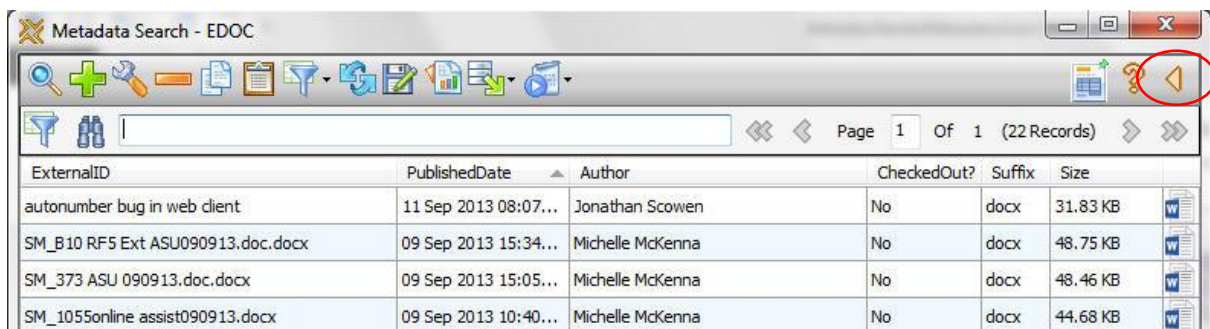 Metadata Search - EDOC
Page 1 Of 1 (22 Records)
ExternalID PublishedDate Author CheckedOut? Suffix Size
autonumber bug in web client 11 Sep 2013 08:07... Jonathan Scowen No docx 31.83 KB
SM_B10 RF5 Ext ASU090913.doc.docx 09 Sep 2013 15:34... Michelle McKenna No docx 48.75 KB
SM_373 ASU 090913.doc.docx 09 Sep 2013 15:05... Michelle McKenna No docx 48.46 KB
SM_1055online assist090913.docx 09 Sep 2013 10:40... Michelle McKenna No docx 44.68 KB